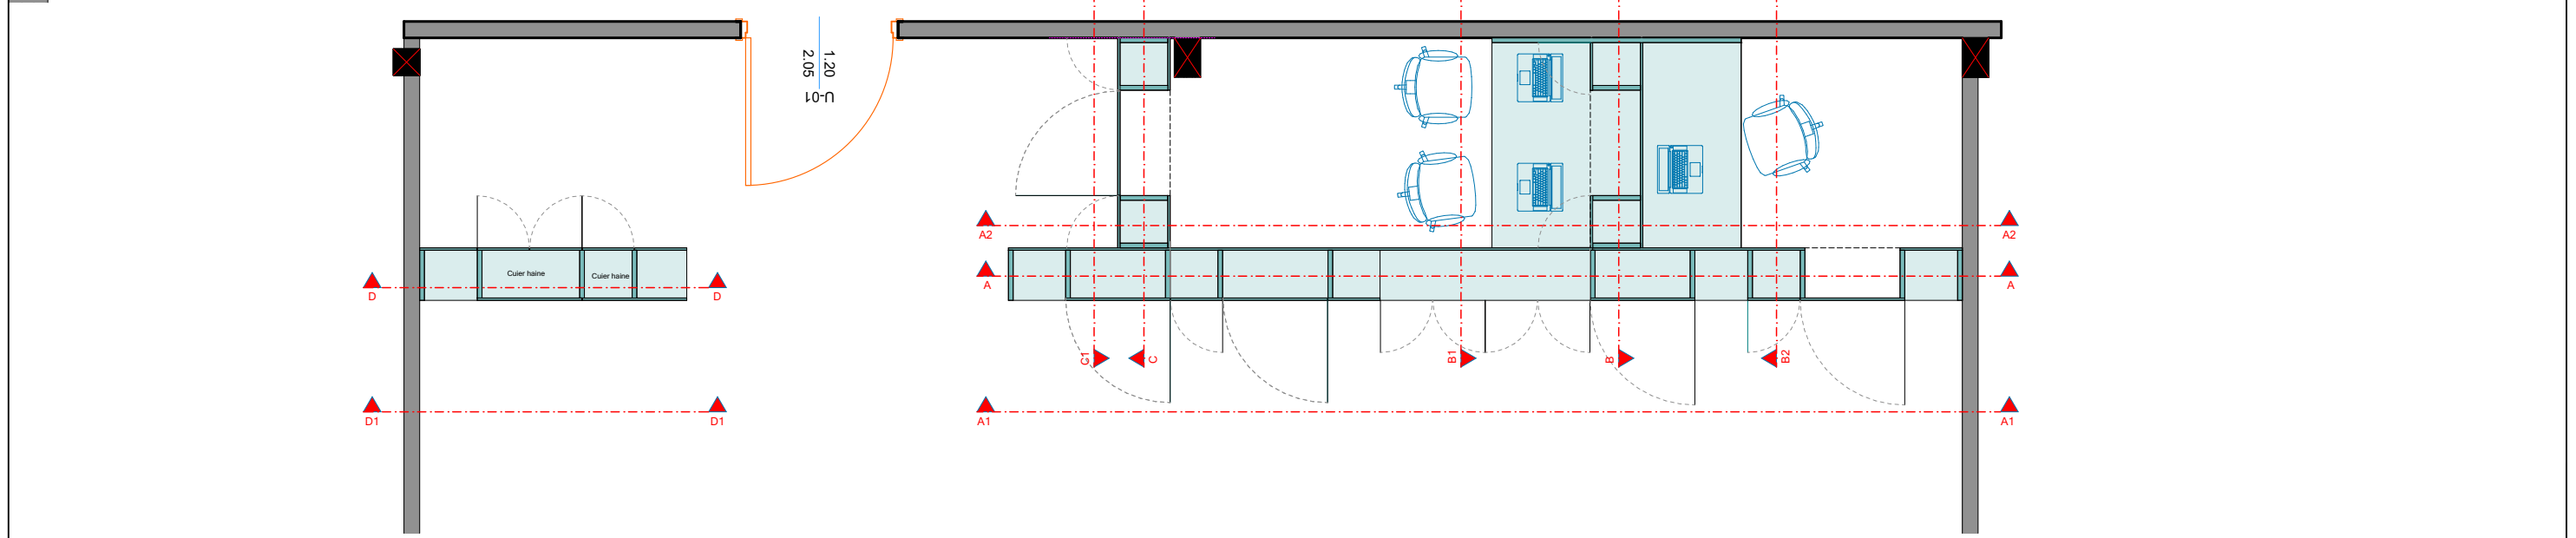 1.20
2.05
U-01
A2
A2
Cuier haine
Cuier haine
D
D
A
A
C1
C
B1
B
B2
D1
D1
A1
A1